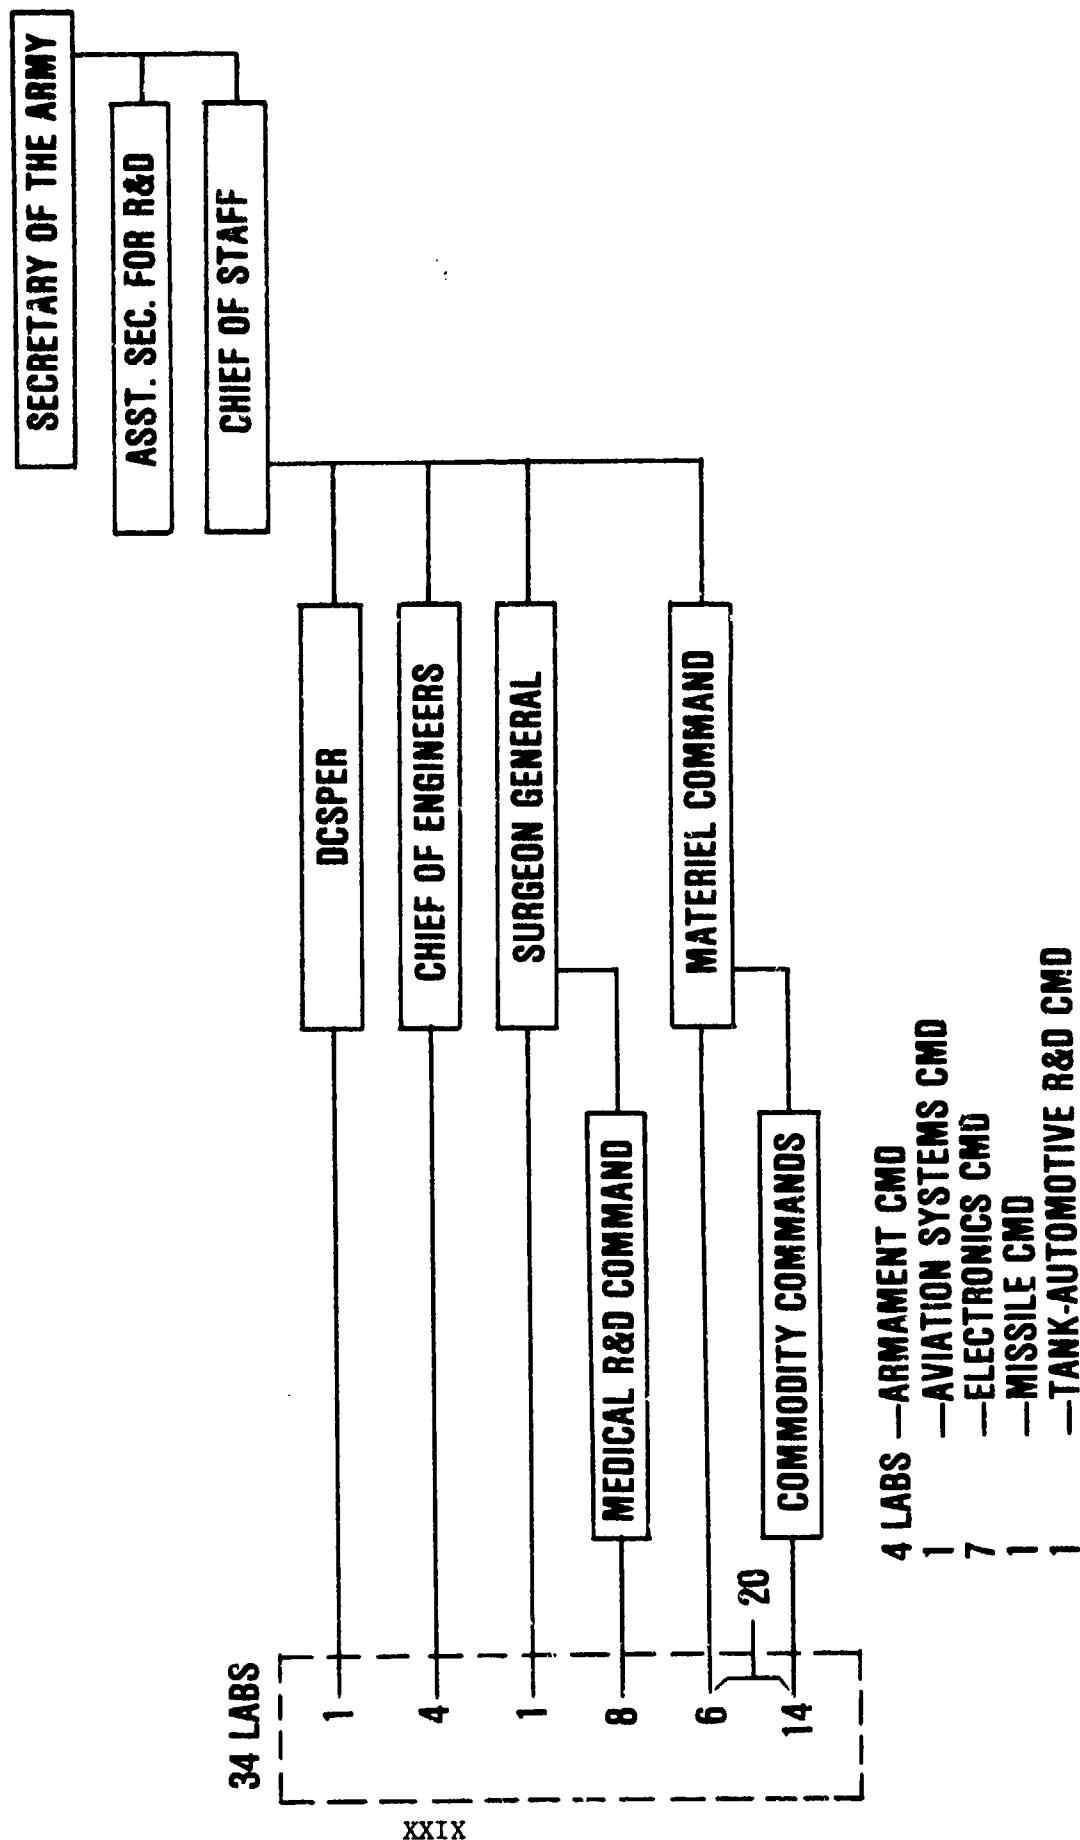 SECRETARY OF THE ARMY
ASST. SEC. FOR R&D
CHIEF OF STAFF
DCSPER
CHIEF OF ENGINEERS
SURGEON GENERAL
MEDICAL R&D COMMAND
MATERIEL COMMAND
COMMODITY COMMANDS
34 LABS
1
4
1
8
6
14
20
4 LABS —ARMAMENT CMD
1 —AVIATION SYSTEMS CMD
7 —ELECTRONICS CMD
1 —MISSILE CMD
1 —TANK-AUTOMOTIVE R&D CMD
XXIX